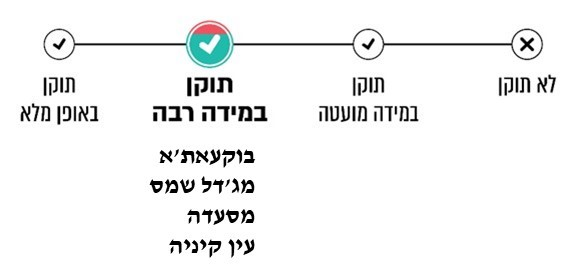 לא תוקן
תוקן
במידה מועטה
תוקן
במידה רבה
תוקן
באופן מלא
בוקעאת'א
מג'דל שמס
מסעדה
עין קיניה